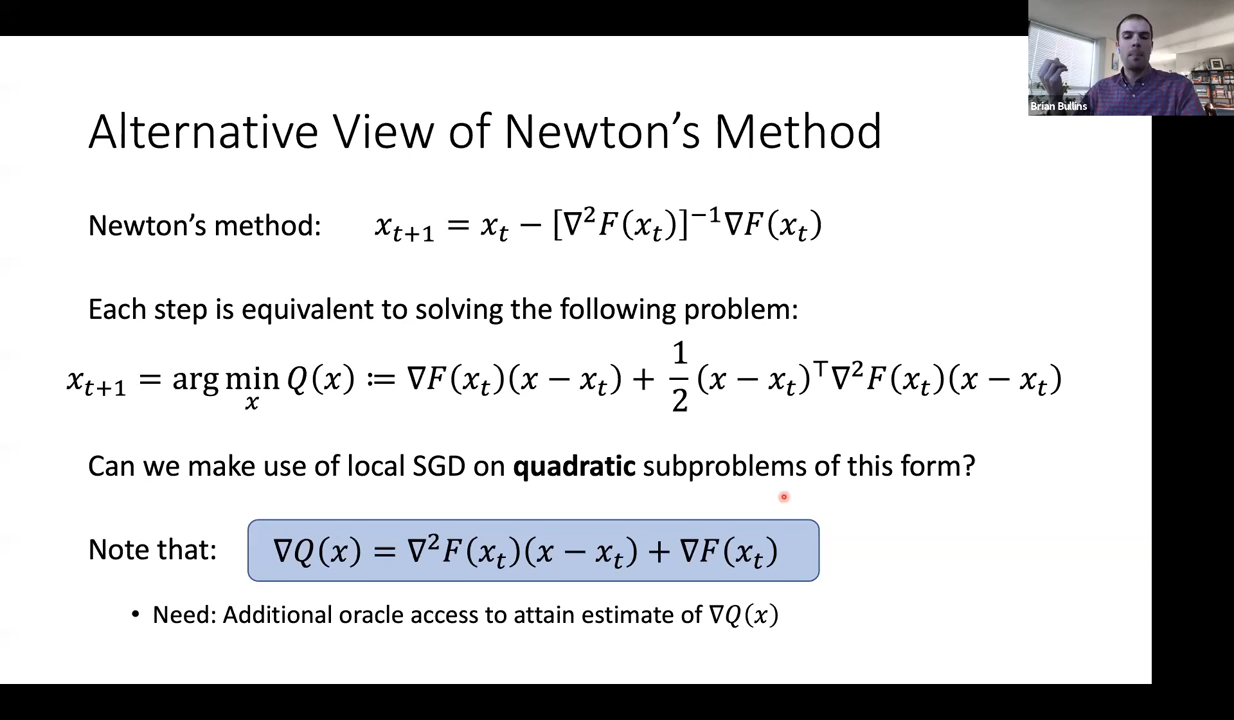 Brian Bullins
Alternative View of Newton's Method
Newton's method: x_{t+1} = x_t − [∇²F(x_t)]⁻¹∇F(x_t)
Each step is equivalent to solving the following problem:
x_{t+1} = arg min_x Q(x) ≔ ∇F(x_t)(x − x_t) + 1/2 (x − x_t)^⊤∇²F(x_t)(x − x_t)
Can we make use of local SGD on quadratic subproblems of this form?
Note that: ∇Q(x) = ∇²F(x_t)(x − x_t) + ∇F(x_t)
• Need: Additional oracle access to attain estimate of ∇Q(x)